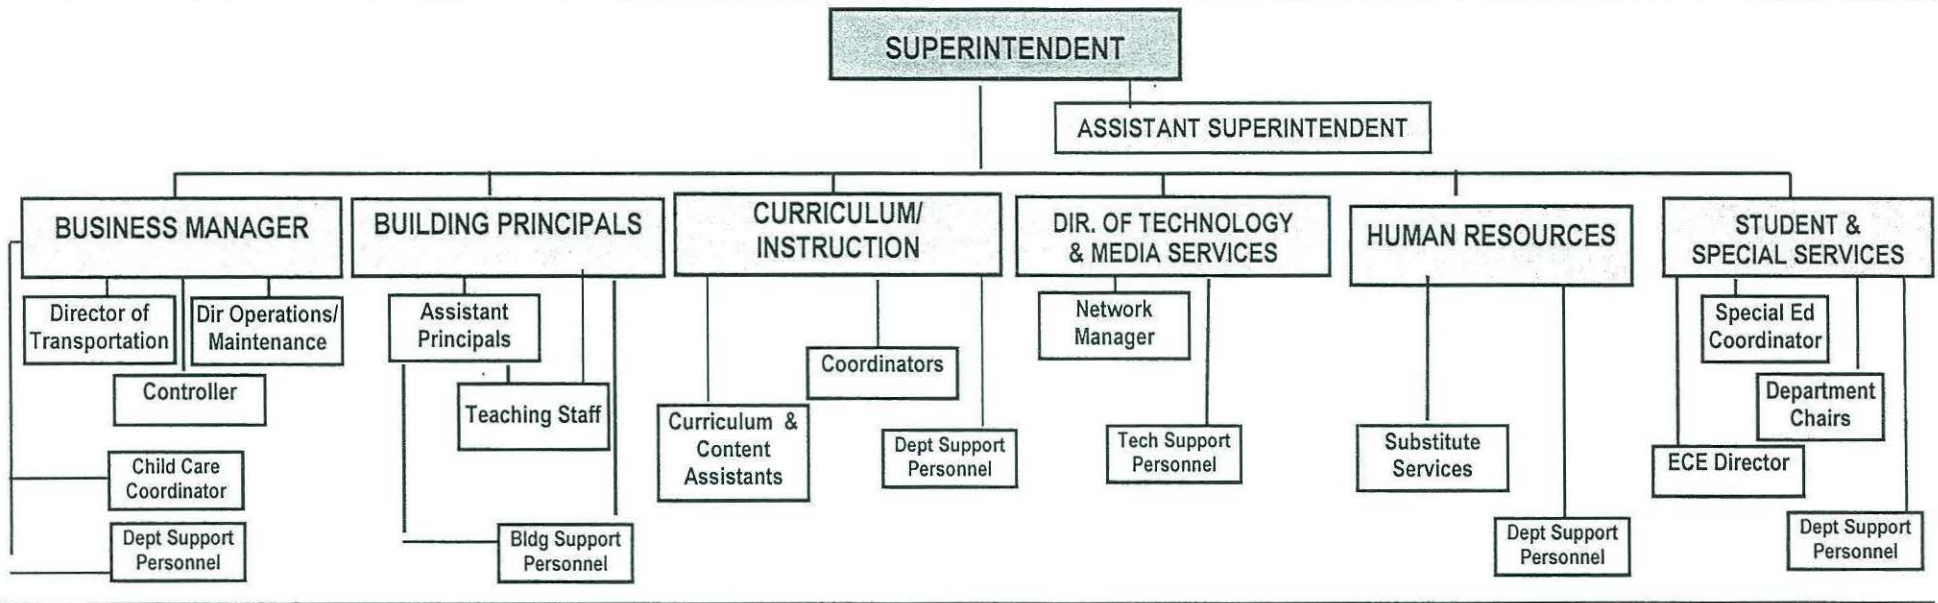 SUPERINTENDENT
ASSISTANT SUPERINTENDENT
BUSINESS MANAGER
Director of
Transportation
Dir Operations/
Maintenance
Controller
Child Care
Coordinator
Dept Support
Personnel
BUILDING PRINCIPALS
Assistant
Principals
Teaching Staff
Bldg Support
Personnel
CURRICULUM/
INSTRUCTION
Coordinators
Curriculum &
Content
Assistants
Dept Support
Personnel
DIR. OF TECHNOLOGY
& MEDIA SERVICES
Network
Manager
Tech Support
Personnel
HUMAN RESOURCES
Substitute
Services
Dept Support
Personnel
STUDENT &
SPECIAL SERVICES
Special Ed
Coordinator
Department
Chairs
ECE Director
Dept Support
Personnel